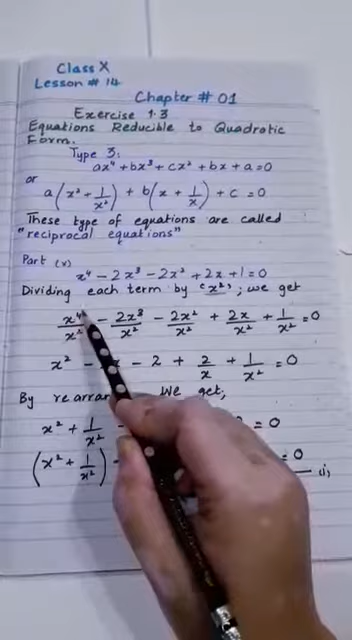 Class X
Lesson # 14
Chapter # 01
Exercise 1.3
Equations Reducible to Quadratic
Form.
Type 3:
ax⁴ + bx³ + cx² + bx + a = 0
or
a(x² + 1/x²) + b(x + 1/x) + c = 0
These type of equations are called
"reciprocal equations"
Part (v)
x⁴ - 2x³ - 2x² + 2x + 1 = 0
Dividing each term by "x²", we get
x⁴/x² - 2x³/x² - 2x²/x² + 2x/x² + 1/x² = 0
x² - - 2 + 2/x + 1/x² = 0
By We get,
x² + 1/x² - = 0
(x² + 1/x²) - = 0